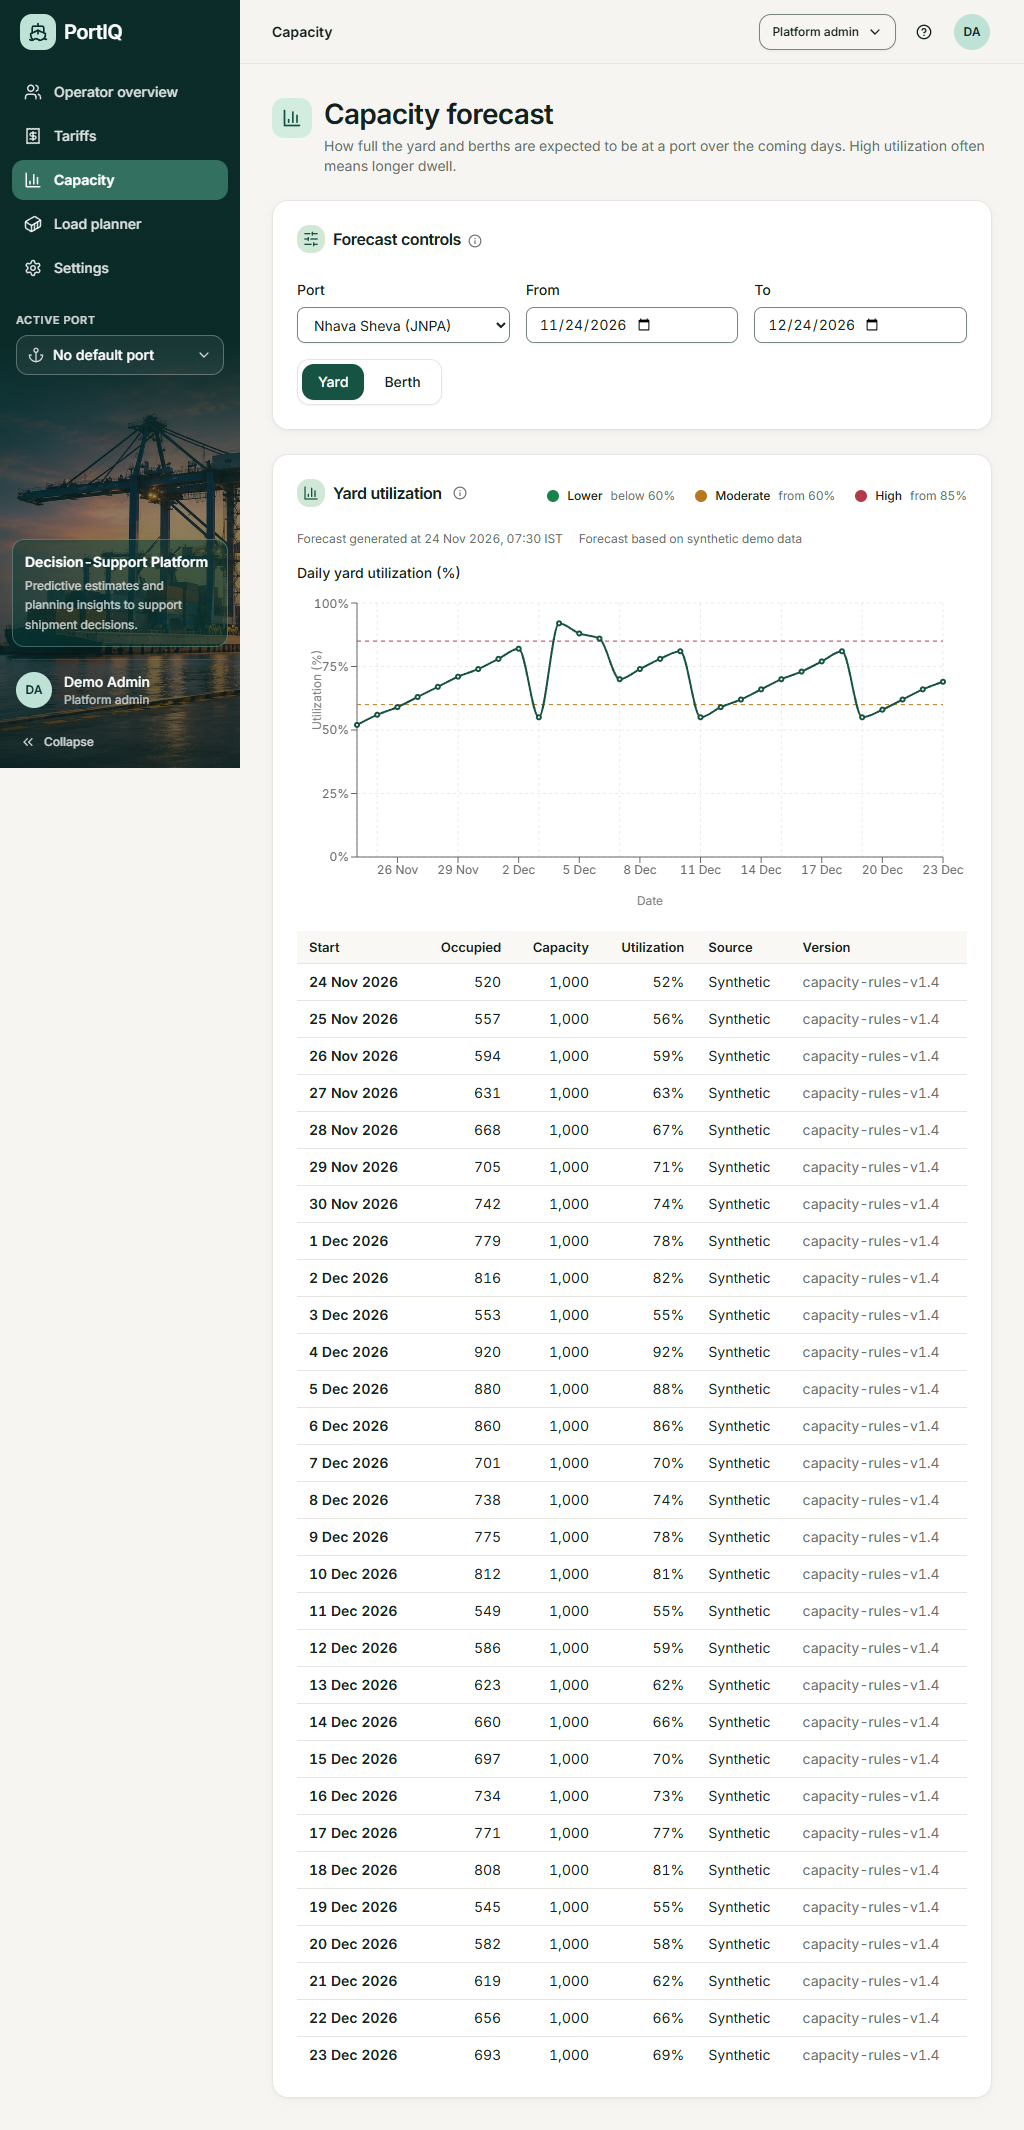 PortIQ
Operator overview
Tariffs
Capacity
Load planner
Settings
ACTIVE PORT
No default port
Decision-Support Platform
Predictive estimates and
planning insights to support
shipment decisions.
DA
Demo Admin
Platform admin
Collapse
Capacity
Platform admin
DA
Capacity forecast
How full the yard and berths are expected to be at a port over the coming days. High utilization often
means longer dwell.
Forecast controls
Port From To
Nhava Sheva (JNPA) 11/24/2026 12/24/2026
Yard Berth
Yard utilization
Lower below 60% Moderate from 60% High from 85%
Forecast generated at 24 Nov 2026, 07:30 IST Forecast based on synthetic demo data
Daily yard utilization (%)
100%
75%
50%
25%
0%
Utilization (%)
26 Nov 29 Nov 2 Dec 5 Dec 8 Dec 11 Dec 14 Dec 17 Dec 20 Dec 23 Dec
Date
Start Occupied Capacity Utilization Source Version
24 Nov 2026 520 1,000 52% Synthetic capacity-rules-v1.4
25 Nov 2026 557 1,000 56% Synthetic capacity-rules-v1.4
26 Nov 2026 594 1,000 59% Synthetic capacity-rules-v1.4
27 Nov 2026 631 1,000 63% Synthetic capacity-rules-v1.4
28 Nov 2026 668 1,000 67% Synthetic capacity-rules-v1.4
29 Nov 2026 705 1,000 71% Synthetic capacity-rules-v1.4
30 Nov 2026 742 1,000 74% Synthetic capacity-rules-v1.4
1 Dec 2026 779 1,000 78% Synthetic capacity-rules-v1.4
2 Dec 2026 816 1,000 82% Synthetic capacity-rules-v1.4
3 Dec 2026 553 1,000 55% Synthetic capacity-rules-v1.4
4 Dec 2026 920 1,000 92% Synthetic capacity-rules-v1.4
5 Dec 2026 880 1,000 88% Synthetic capacity-rules-v1.4
6 Dec 2026 860 1,000 86% Synthetic capacity-rules-v1.4
7 Dec 2026 701 1,000 70% Synthetic capacity-rules-v1.4
8 Dec 2026 738 1,000 74% Synthetic capacity-rules-v1.4
9 Dec 2026 775 1,000 78% Synthetic capacity-rules-v1.4
10 Dec 2026 812 1,000 81% Synthetic capacity-rules-v1.4
11 Dec 2026 549 1,000 55% Synthetic capacity-rules-v1.4
12 Dec 2026 586 1,000 59% Synthetic capacity-rules-v1.4
13 Dec 2026 623 1,000 62% Synthetic capacity-rules-v1.4
14 Dec 2026 660 1,000 66% Synthetic capacity-rules-v1.4
15 Dec 2026 697 1,000 70% Synthetic capacity-rules-v1.4
16 Dec 2026 734 1,000 73% Synthetic capacity-rules-v1.4
17 Dec 2026 771 1,000 77% Synthetic capacity-rules-v1.4
18 Dec 2026 808 1,000 81% Synthetic capacity-rules-v1.4
19 Dec 2026 545 1,000 55% Synthetic capacity-rules-v1.4
20 Dec 2026 582 1,000 58% Synthetic capacity-rules-v1.4
21 Dec 2026 619 1,000 62% Synthetic capacity-rules-v1.4
22 Dec 2026 656 1,000 66% Synthetic capacity-rules-v1.4
23 Dec 2026 693 1,000 69% Synthetic capacity-rules-v1.4